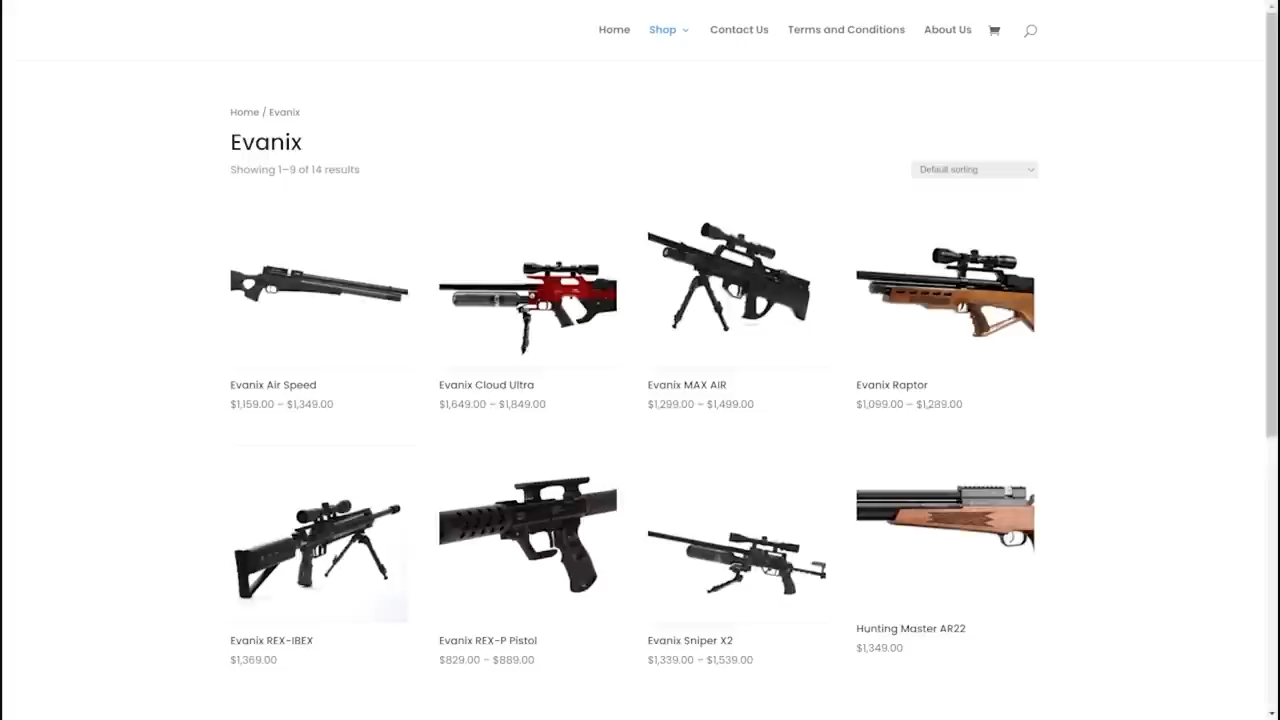 Home Shop Contact Us Terms and Conditions About Us
Home / Evanix
Evanix
Showing 1–9 of 14 results
Default sorting
Evanix Air Speed
$1,159.00 – $1,349.00
Evanix Cloud Ultra
$1,649.00 – $1,849.00
Evanix MAX AIR
$1,299.00 – $1,499.00
Evanix Raptor
$1,099.00 – $1,289.00
Evanix REX-IBEX
$1,369.00
Evanix REX-P Pistol
$829.00 – $889.00
Evanix Sniper X2
$1,339.00 – $1,539.00
Hunting Master AR22
$1,349.00